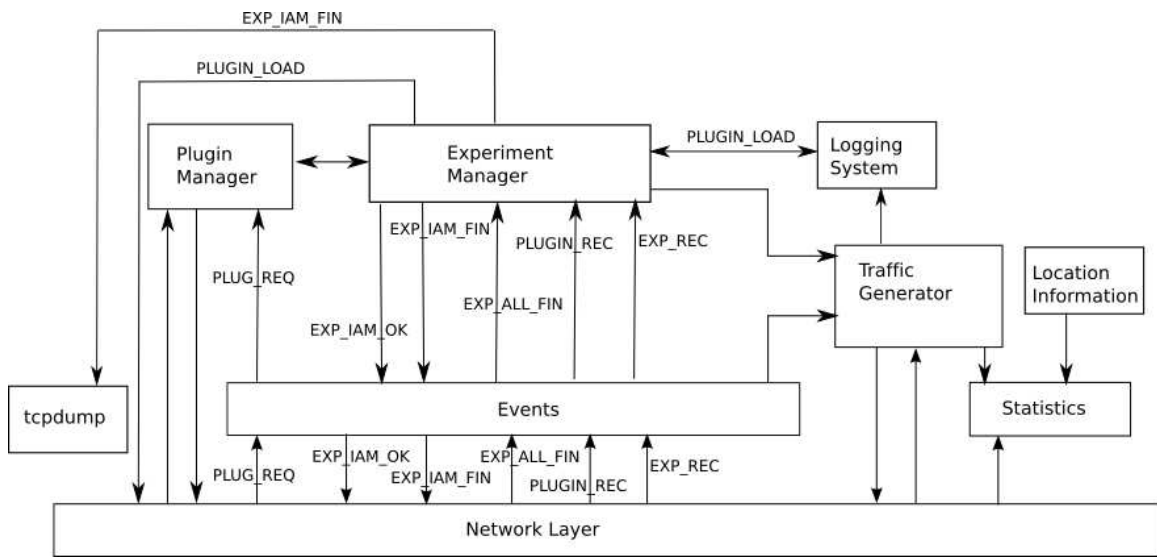 EXP_IAM_FIN
PLUGIN_LOAD
Plugin
Manager
Experiment
Manager
PLUGIN_LOAD
Logging
System
EXP_IAM_FIN
PLUGIN_REC
EXP_REC
PLUG_REQ
EXP_ALL_FIN
EXP_IAM_OK
Traffic
Generator
Location
Information
tcpdump
Events
Statistics
EXP_IAM_OK
EXP_ALL_FIN
EXP_REC
PLUG_REQ
EXP_IAM_FIN
PLUGIN_REC
Network Layer